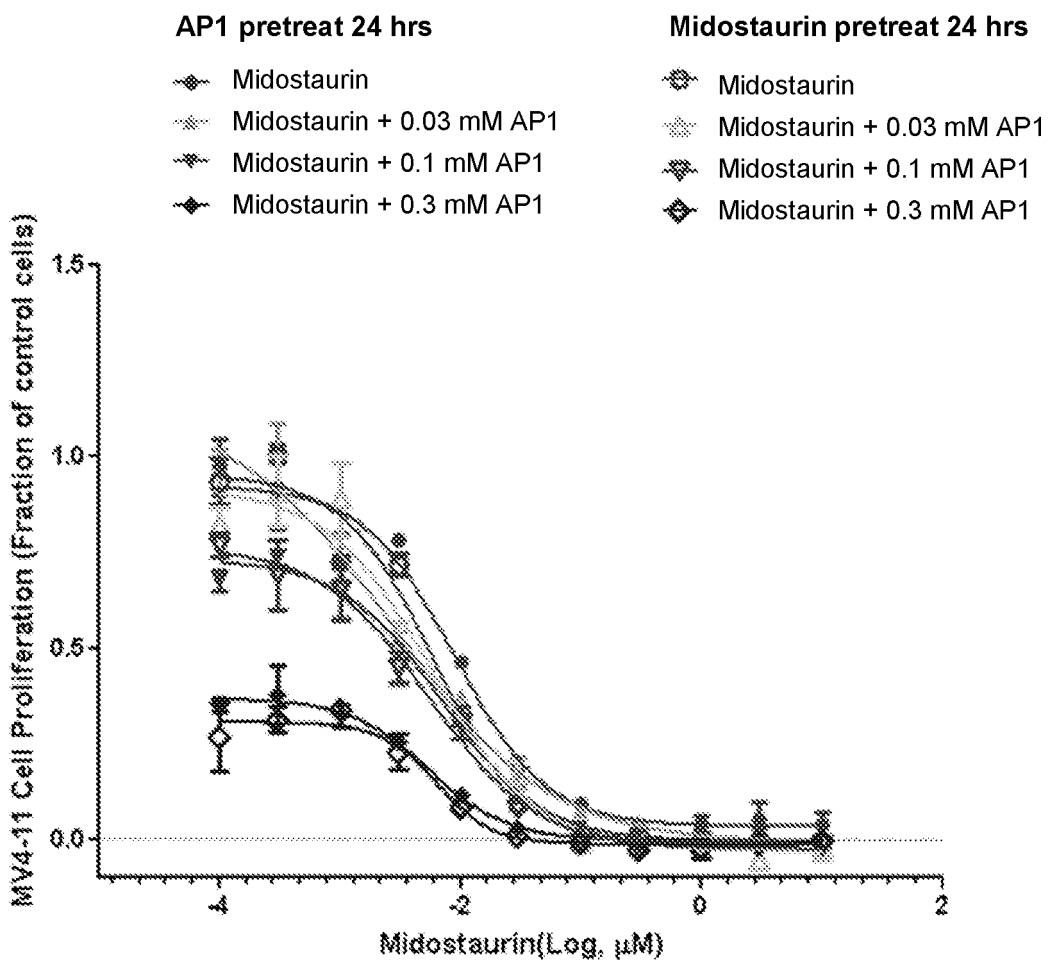 AP1 pretreat 24 hrs
Midostaurin
Midostaurin + 0.03 mM AP1
Midostaurin + 0.1 mM AP1
Midostaurin + 0.3 mM AP1
Midostaurin pretreat 24 hrs
Midostaurin
Midostaurin + 0.03 mM AP1
Midostaurin + 0.1 mM AP1
Midostaurin + 0.3 mM AP1
MV4-11 Cell Proliferation (Fraction of control cells)
1.5
1.0
0.5
0.0
-4
-2
0
2
Midostaurin(Log, μM)